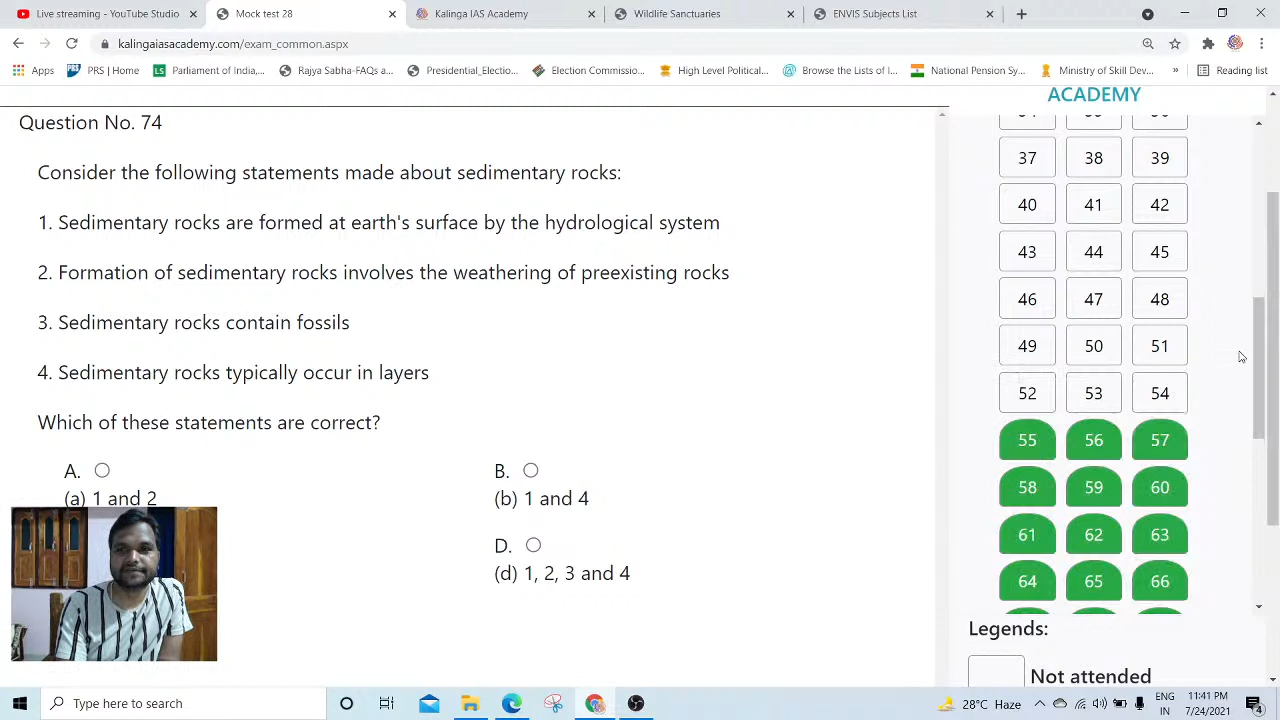 Live streaming - YouTube Studio
Mock test 28
Kalinga IAS Academy
Wildlife Sanctuaries
ENVIS Subjects List
kalingaiasacademy.com/exam_common.aspx
Apps
PRS | Home
Parliament of India,...
Rajya Sabha-FAQs a...
Presidential_Electio...
Election Commissio...
High Level Political...
Browse the Lists of I...
National Pension Sy...
Ministry of Skill Dev...
»
Reading list
ACADEMY
Question No. 74
Consider the following statements made about sedimentary rocks:
1. Sedimentary rocks are formed at earth's surface by the hydrological system
2. Formation of sedimentary rocks involves the weathering of preexisting rocks
3. Sedimentary rocks contain fossils
4. Sedimentary rocks typically occur in layers
Which of these statements are correct?
A.
(a) 1 and 2
B.
(b) 1 and 4
D.
(d) 1, 2, 3 and 4
37 38 39
40 41 42
43 44 45
46 47 48
49 50 51
52 53 54
55 56 57
58 59 60
61 62 63
64 65 66
Legends:
Not attended
Type here to search
28°C Haze
ENG
IN
11:41 PM
7/24/2021
4